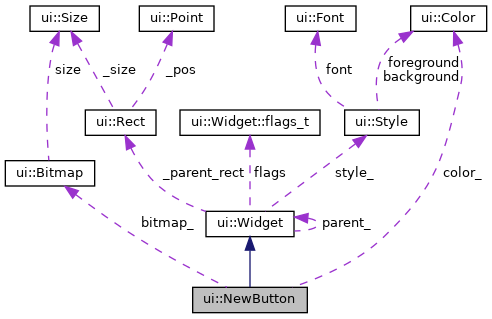 ui::Size
ui::Point
ui::Font
ui::Color
size
_size
_pos
font
foreground
background
ui::Rect
ui::Widget::flags_t
ui::Style
ui::Bitmap
_parent_rect
flags
style_
color_
bitmap_
ui::Widget
parent_
ui::NewButton